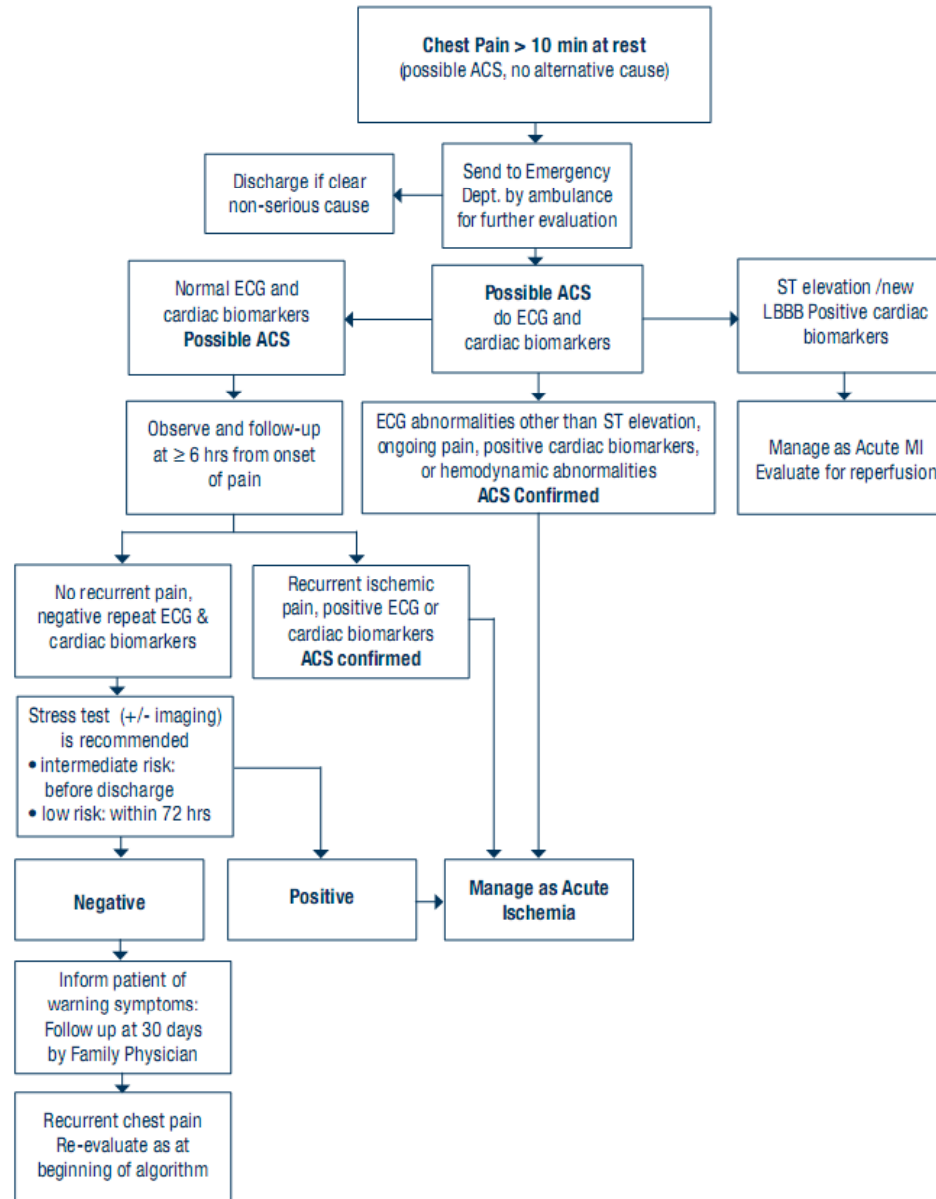 Chest Pain > 10 min at rest
(possible ACS, no alternative cause)
Discharge if clear
non-serious cause
Send to Emergency
Dept. by ambulance
for further evaluation
Normal ECG and
cardiac biomarkers
Possible ACS
Possible ACS
do ECG and
cardiac biomarkers
ST elevation /new
LBBB Positive cardiac
biomarkers
Observe and follow-up
at ≥ 6 hrs from onset
of pain
ECG abnormalities other than ST elevation,
ongoing pain, positive cardiac biomarkers,
or hemodynamic abnormalities
ACS Confirmed
Manage as Acute MI
Evaluate for reperfusion
No recurrent pain,
negative repeat ECG &
cardiac biomarkers
Recurrent ischemic
pain, positive ECG or
cardiac biomarkers
ACS confirmed
Stress test (+/- imaging)
is recommended
• intermediate risk:
before discharge
• low risk: within 72 hrs
Negative
Positive
Manage as Acute
Ischemia
Inform patient of
warning symptoms:
Follow up at 30 days
by Family Physician
Recurrent chest pain
Re-evaluate as at
beginning of algorithm